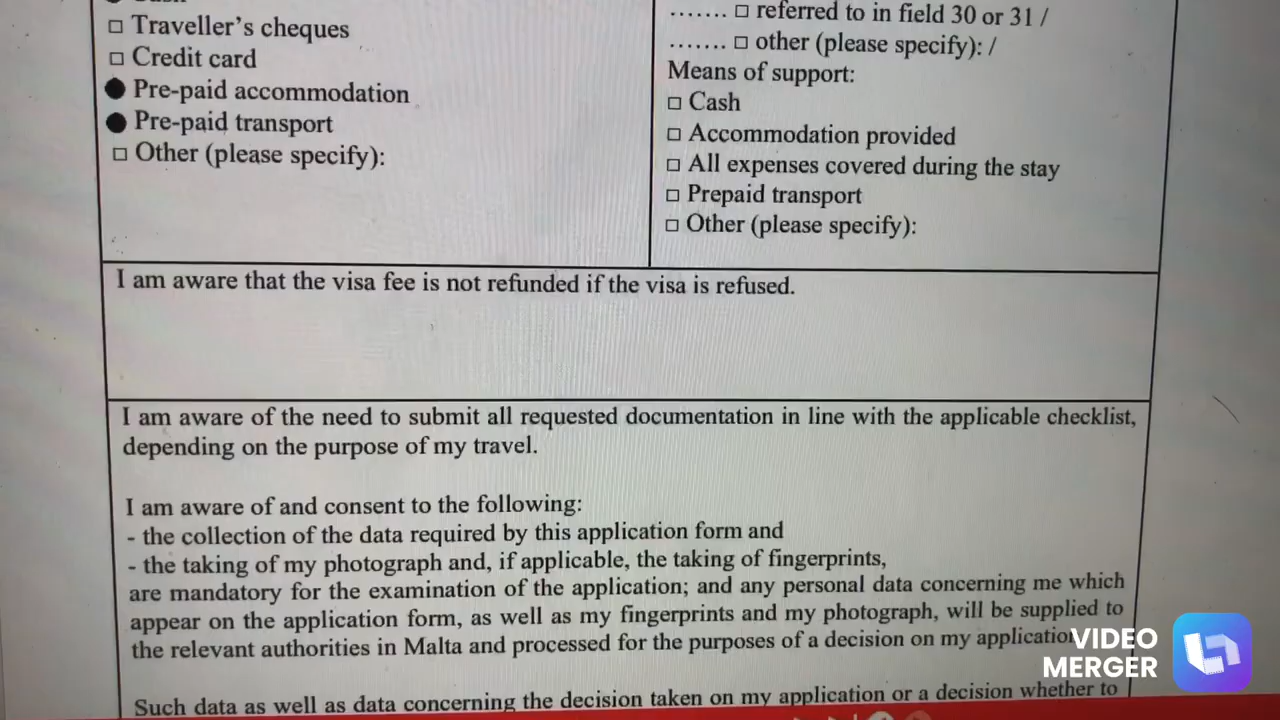 □ Traveller's cheques
□ Credit card
● Pre-paid accommodation
● Pre-paid transport
□ Other (please specify):
....... □ referred to in field 30 or 31 /
....... □ other (please specify): /
Means of support:
□ Cash
□ Accommodation provided
□ All expenses covered during the stay
□ Prepaid transport
□ Other (please specify):
I am aware that the visa fee is not refunded if the visa is refused.
I am aware of the need to submit all requested documentation in line with the applicable checklist,
depending on the purpose of my travel.
I am aware of and consent to the following:
- the collection of the data required by this application form and
- the taking of my photograph and, if applicable, the taking of fingerprints,
are mandatory for the examination of the application; and any personal data concerning me which
appear on the application form, as well as my fingerprints and my photograph, will be supplied to
the relevant authorities in Malta and processed for the purposes of a decision on my application
Such data as well as data concerning the decision taken on my application or a decision whether to
VIDEO
MERGER